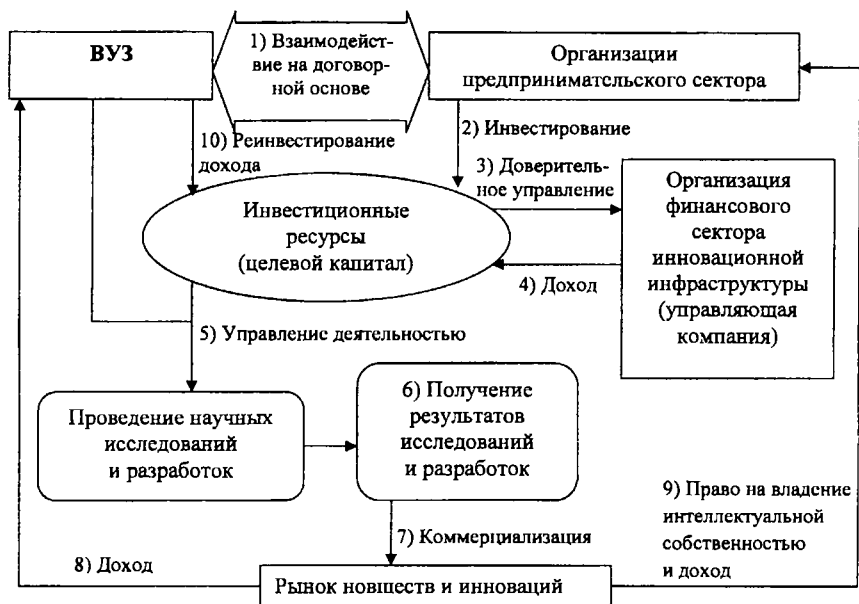 ВУЗ
1) Взаимодейст-
вие на договор-
ной основе
Организации
предпринимательского сектора
10) Реинвестирование
дохода
2) Инвестирование
3) Доверитель-
ное управление
Инвестиционные
ресурсы
(целевой капитал)
Организация
финансового
сектора
инновационной
инфраструктуры
(управляющая
компания)
4) Доход
5) Управление деятельностью
Проведение научных
исследований
и разработок
6) Получение
результатов
исследований
и разработок
7) Коммерциализация
8) Доход
9) Право на владение
интеллектуальной
собственностью
и доход
Рынок новшеств и инноваций